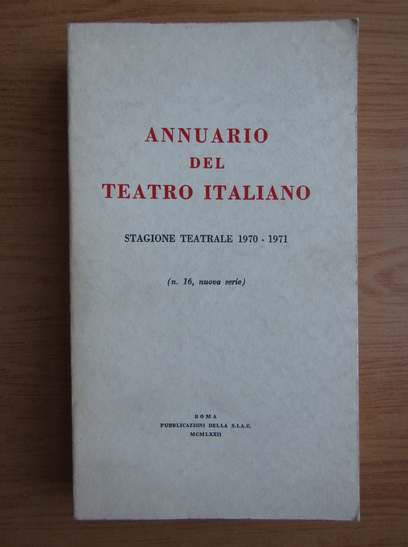 ANNUARIO
DEL
TEATRO ITALIANO
STAGIONE TEATRALE 1970 - 1971
(n. 16, nuova serie)
ROMA
PUBBLICAZIONI DELLA S.I.A.E.
MCMLXXII